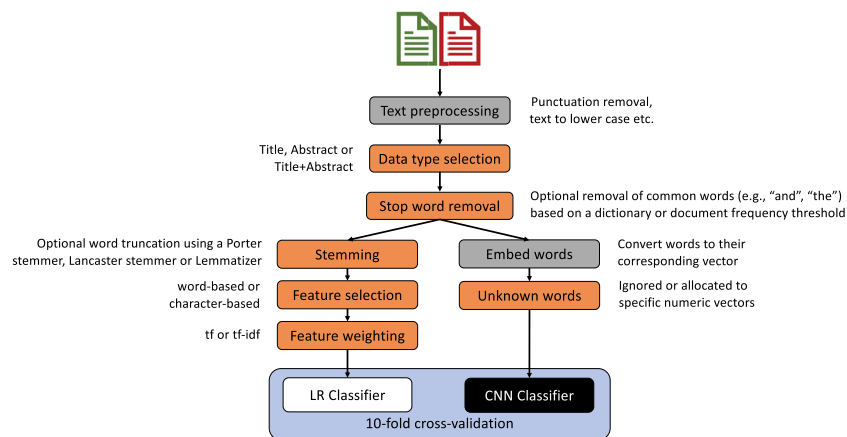 Text preprocessing
Punctuation removal,
text to lower case etc.
Title, Abstract or
Title+Abstract
Data type selection
Stop word removal
Optional removal of common words (e.g., “and”, “the”)
based on a dictionary or document frequency threshold
Optional word truncation using a Porter
stemmer, Lancaster stemmer or Lemmatizer
Stemming
Embed words
Convert words to their
corresponding vector
word-based or
character-based
Feature selection
Unknown words
Ignored or allocated to
specific numeric vectors
tf or tf-idf
Feature weighting
LR Classifier
CNN Classifier
10-fold cross-validation